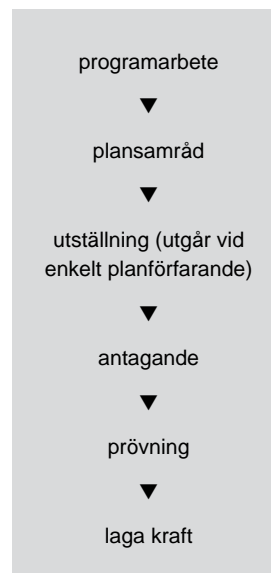 programarbete
▼
plansamråd
▼
utställning (utgår vid
enkelt planförfarande)
▼
antagande
▼
prövning
▼
laga kraft